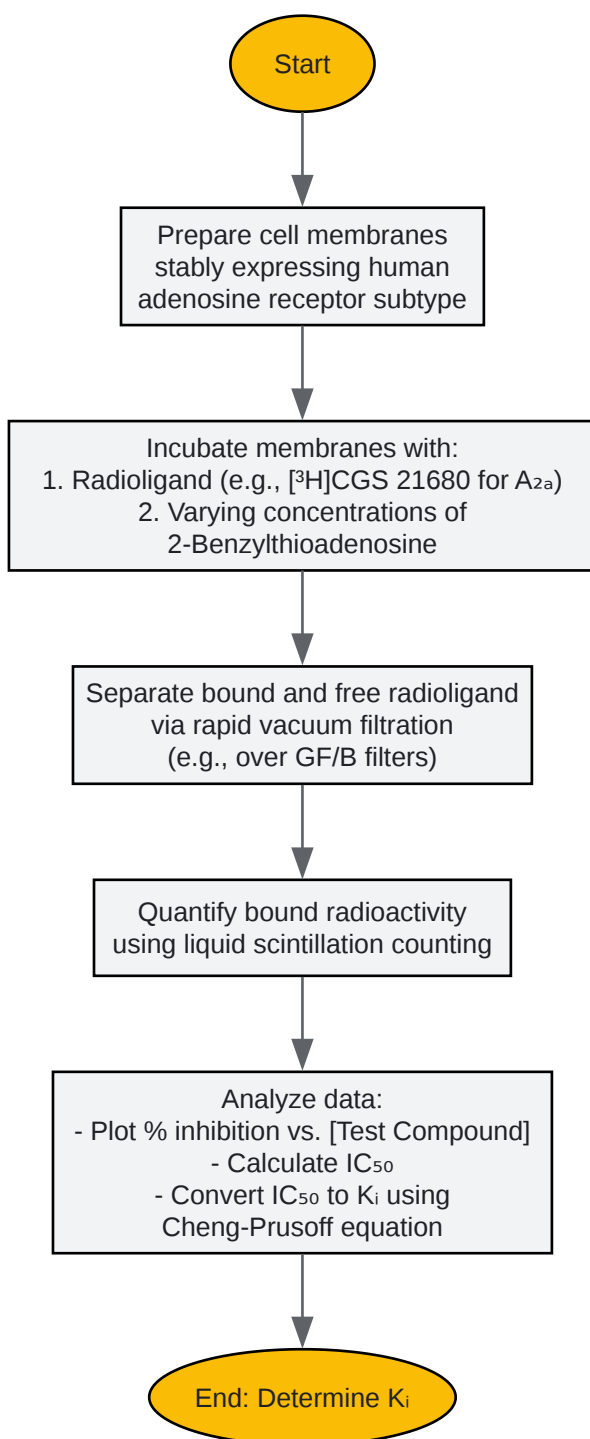 Start
Prepare cell membranes
stably expressing human
adenosine receptor subtype
Incubate membranes with:
1. Radioligand (e.g., [³H]CGS 21680 for A₂ₐ)
2. Varying concentrations of
2-Benzylthioadenosine
Separate bound and free radioligand
via rapid vacuum filtration
(e.g., over GF/B filters)
Quantify bound radioactivity
using liquid scintillation counting
Analyze data:
- Plot % inhibition vs. [Test Compound]
- Calculate IC₅₀
- Convert IC₅₀ to Kᵢ using
Cheng-Prusoff equation
End: Determine Kᵢ